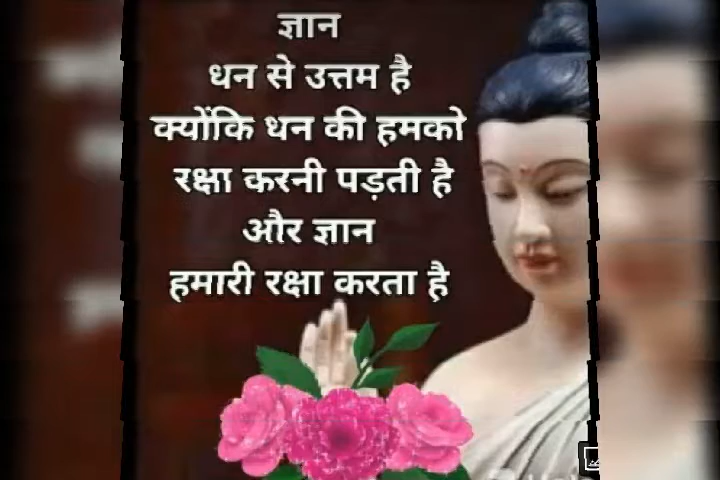 ज्ञान
धन से उत्तम है
क्योंकि धन की हमको
रक्षा करनी पड़ती है
और ज्ञान
हमारी रक्षा करता है